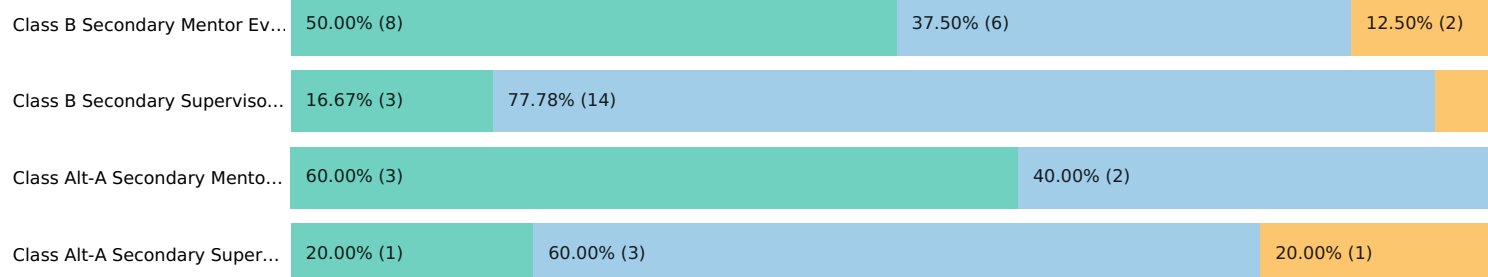 Class B Secondary Mentor Ev... 50.00% (8) 37.50% (6) 12.50% (2)
Class B Secondary Superviso... 16.67% (3) 77.78% (14)
Class Alt-A Secondary Mento... 60.00% (3) 40.00% (2)
Class Alt-A Secondary Super... 20.00% (1) 60.00% (3) 20.00% (1)